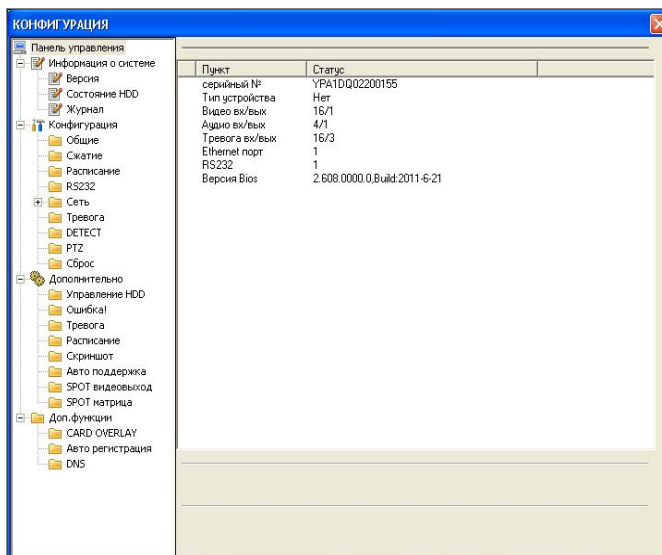 КОНФИГУРАЦИЯ
Панель управления
Информация о системе
Версия
Состояние HDD
Журнал
Конфигурация
Общие
Сжатие
Расписание
RS232
Сеть
Тревога
DETECT
PTZ
Сброс
Дополнительно
Управление HDD
Ошибка!
Тревога
Расписание
Скриншот
Авто поддержка
SPOT видеовыход
SPOT матрица
Доп.функции
CARD OVERLAY
Авто регистрация
DNS
Пункт Статус
серийный № YPA1DQ02200155
Тип устройства Нет
Видео вх/вых 16/1
Аудио вх/вых 4/1
Тревога вх/вых 16/3
Ethernet порт 1
RS232 1
Версия Bios 2.608.0000.0,Build:2011-6-21